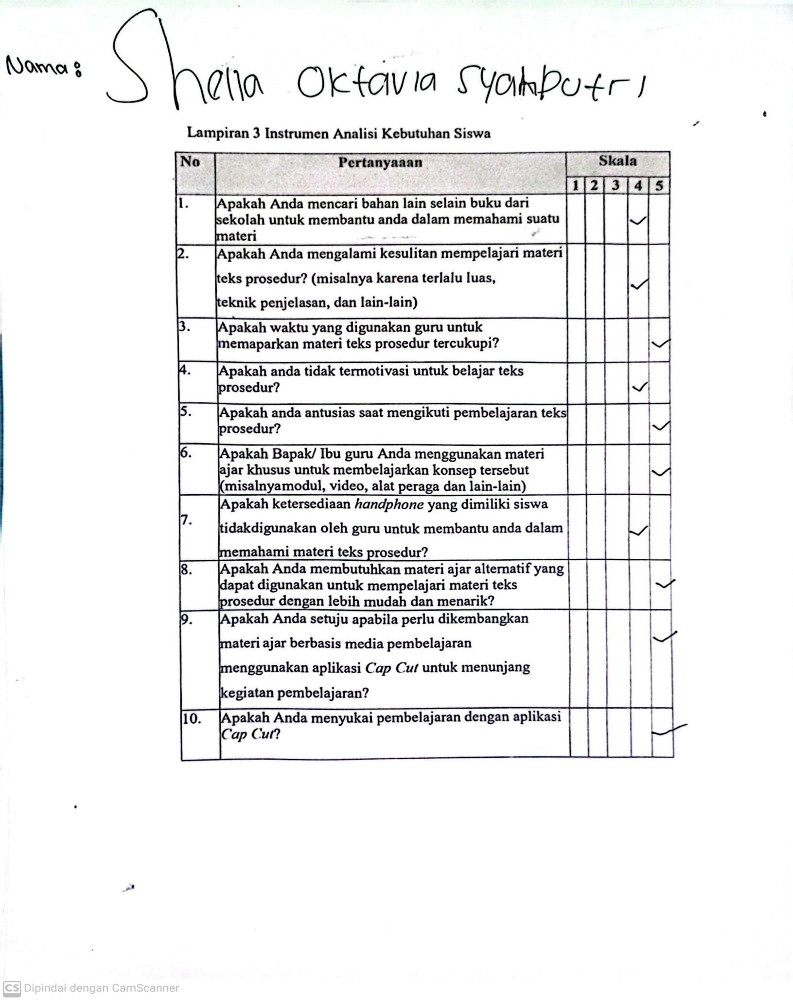 Nama: Shella Oktavia Syahputri
Lampiran 3 Instrumen Analisi Kebutuhan Siswa
No Pertanyaaan Skala
1 2 3 4 5
1. Apakah Anda mencari bahan lain selain buku dari
sekolah untuk membantu anda dalam memahami suatu ✓
materi
2. Apakah Anda mengalami kesulitan mempelajari materi
teks prosedur? (misalnya karena terlalu luas, ✓
teknik penjelasan, dan lain-lain)
3. Apakah waktu yang digunakan guru untuk
memaparkan materi teks prosedur tercukupi? ✓
4. Apakah anda tidak termotivasi untuk belajar teks
prosedur? ✓
5. Apakah anda antusias saat mengikuti pembelajaran teks
prosedur? ✓
6. Apakah Bapak/ Ibu guru Anda menggunakan materi
ajar khusus untuk membelajarkan konsep tersebut ✓
(misalnyamodul, video, alat peraga dan lain-lain)
Apakah ketersediaan handphone yang dimiliki siswa
7. tidakdigunakan oleh guru untuk membantu anda dalam ✓
memahami materi teks prosedur?
8. Apakah Anda membutuhkan materi ajar alternatif yang
dapat digunakan untuk mempelajari materi teks ✓
prosedur dengan lebih mudah dan menarik?
9. Apakah Anda setuju apabila perlu dikembangkan
materi ajar berbasis media pembelajaran ✓
menggunakan aplikasi Cap Cut untuk menunjang
kegiatan pembelajaran?
10. Apakah Anda menyukai pembelajaran dengan aplikasi
Cap Cut? ✓
CS Dipindai dengan CamScanner